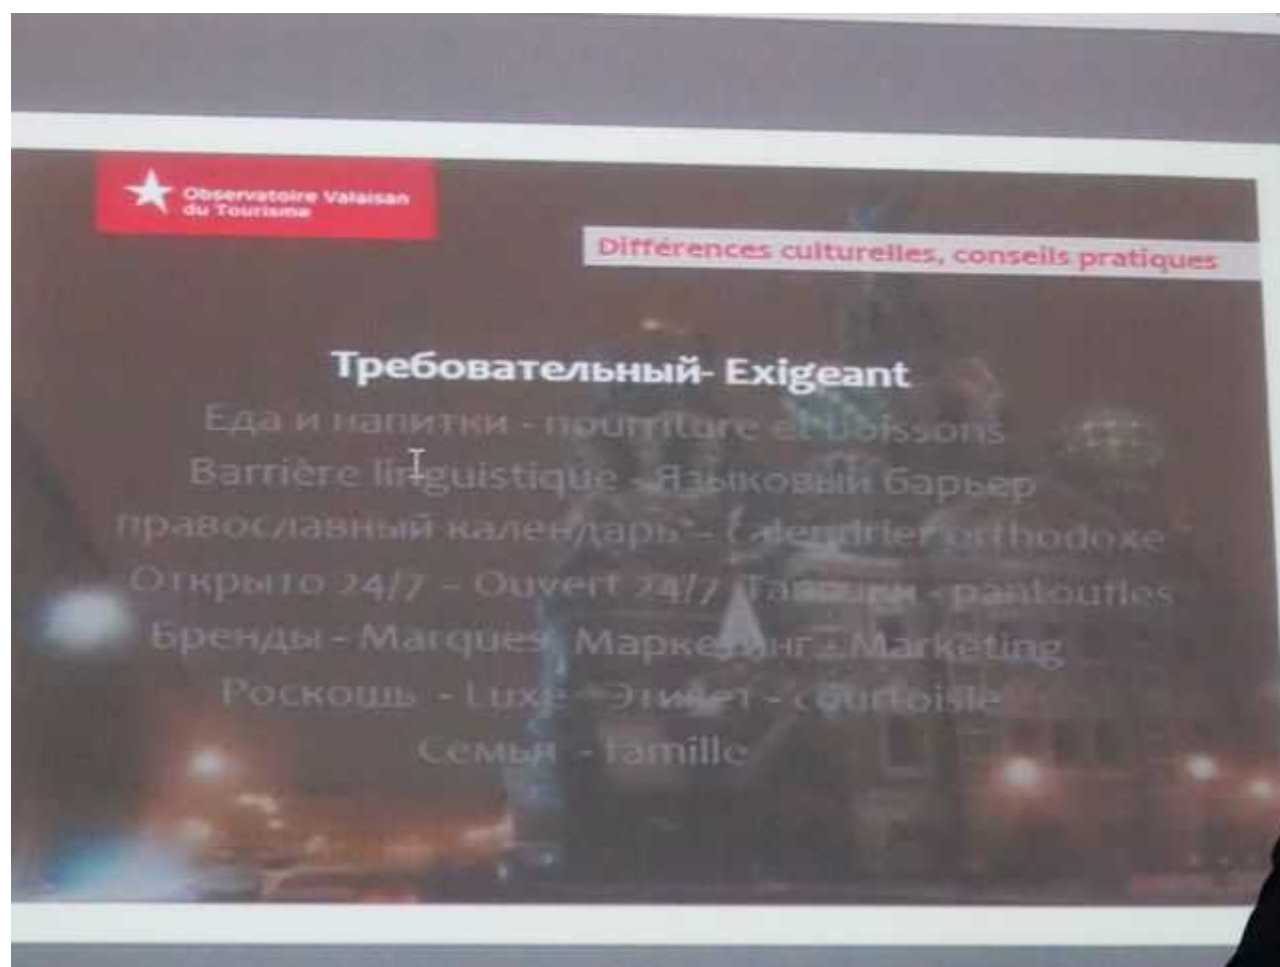 Observatoire Valaisan
du Tourisme
Différences culturelles, conseils pratiques
Требовательный- Exigeant
Еда и напитки - nourriture et boissons
Barrière linguistique - Языковый барьер
православный календарь – calendrier orthodoxe
Открыто 24/7 – Ouvert 24/7 Тапочки - pantoufles
Бренды - Marques Маркетинг - Marketing
Роскошь - Luxe Этикет - courtoisie
Семья - famille